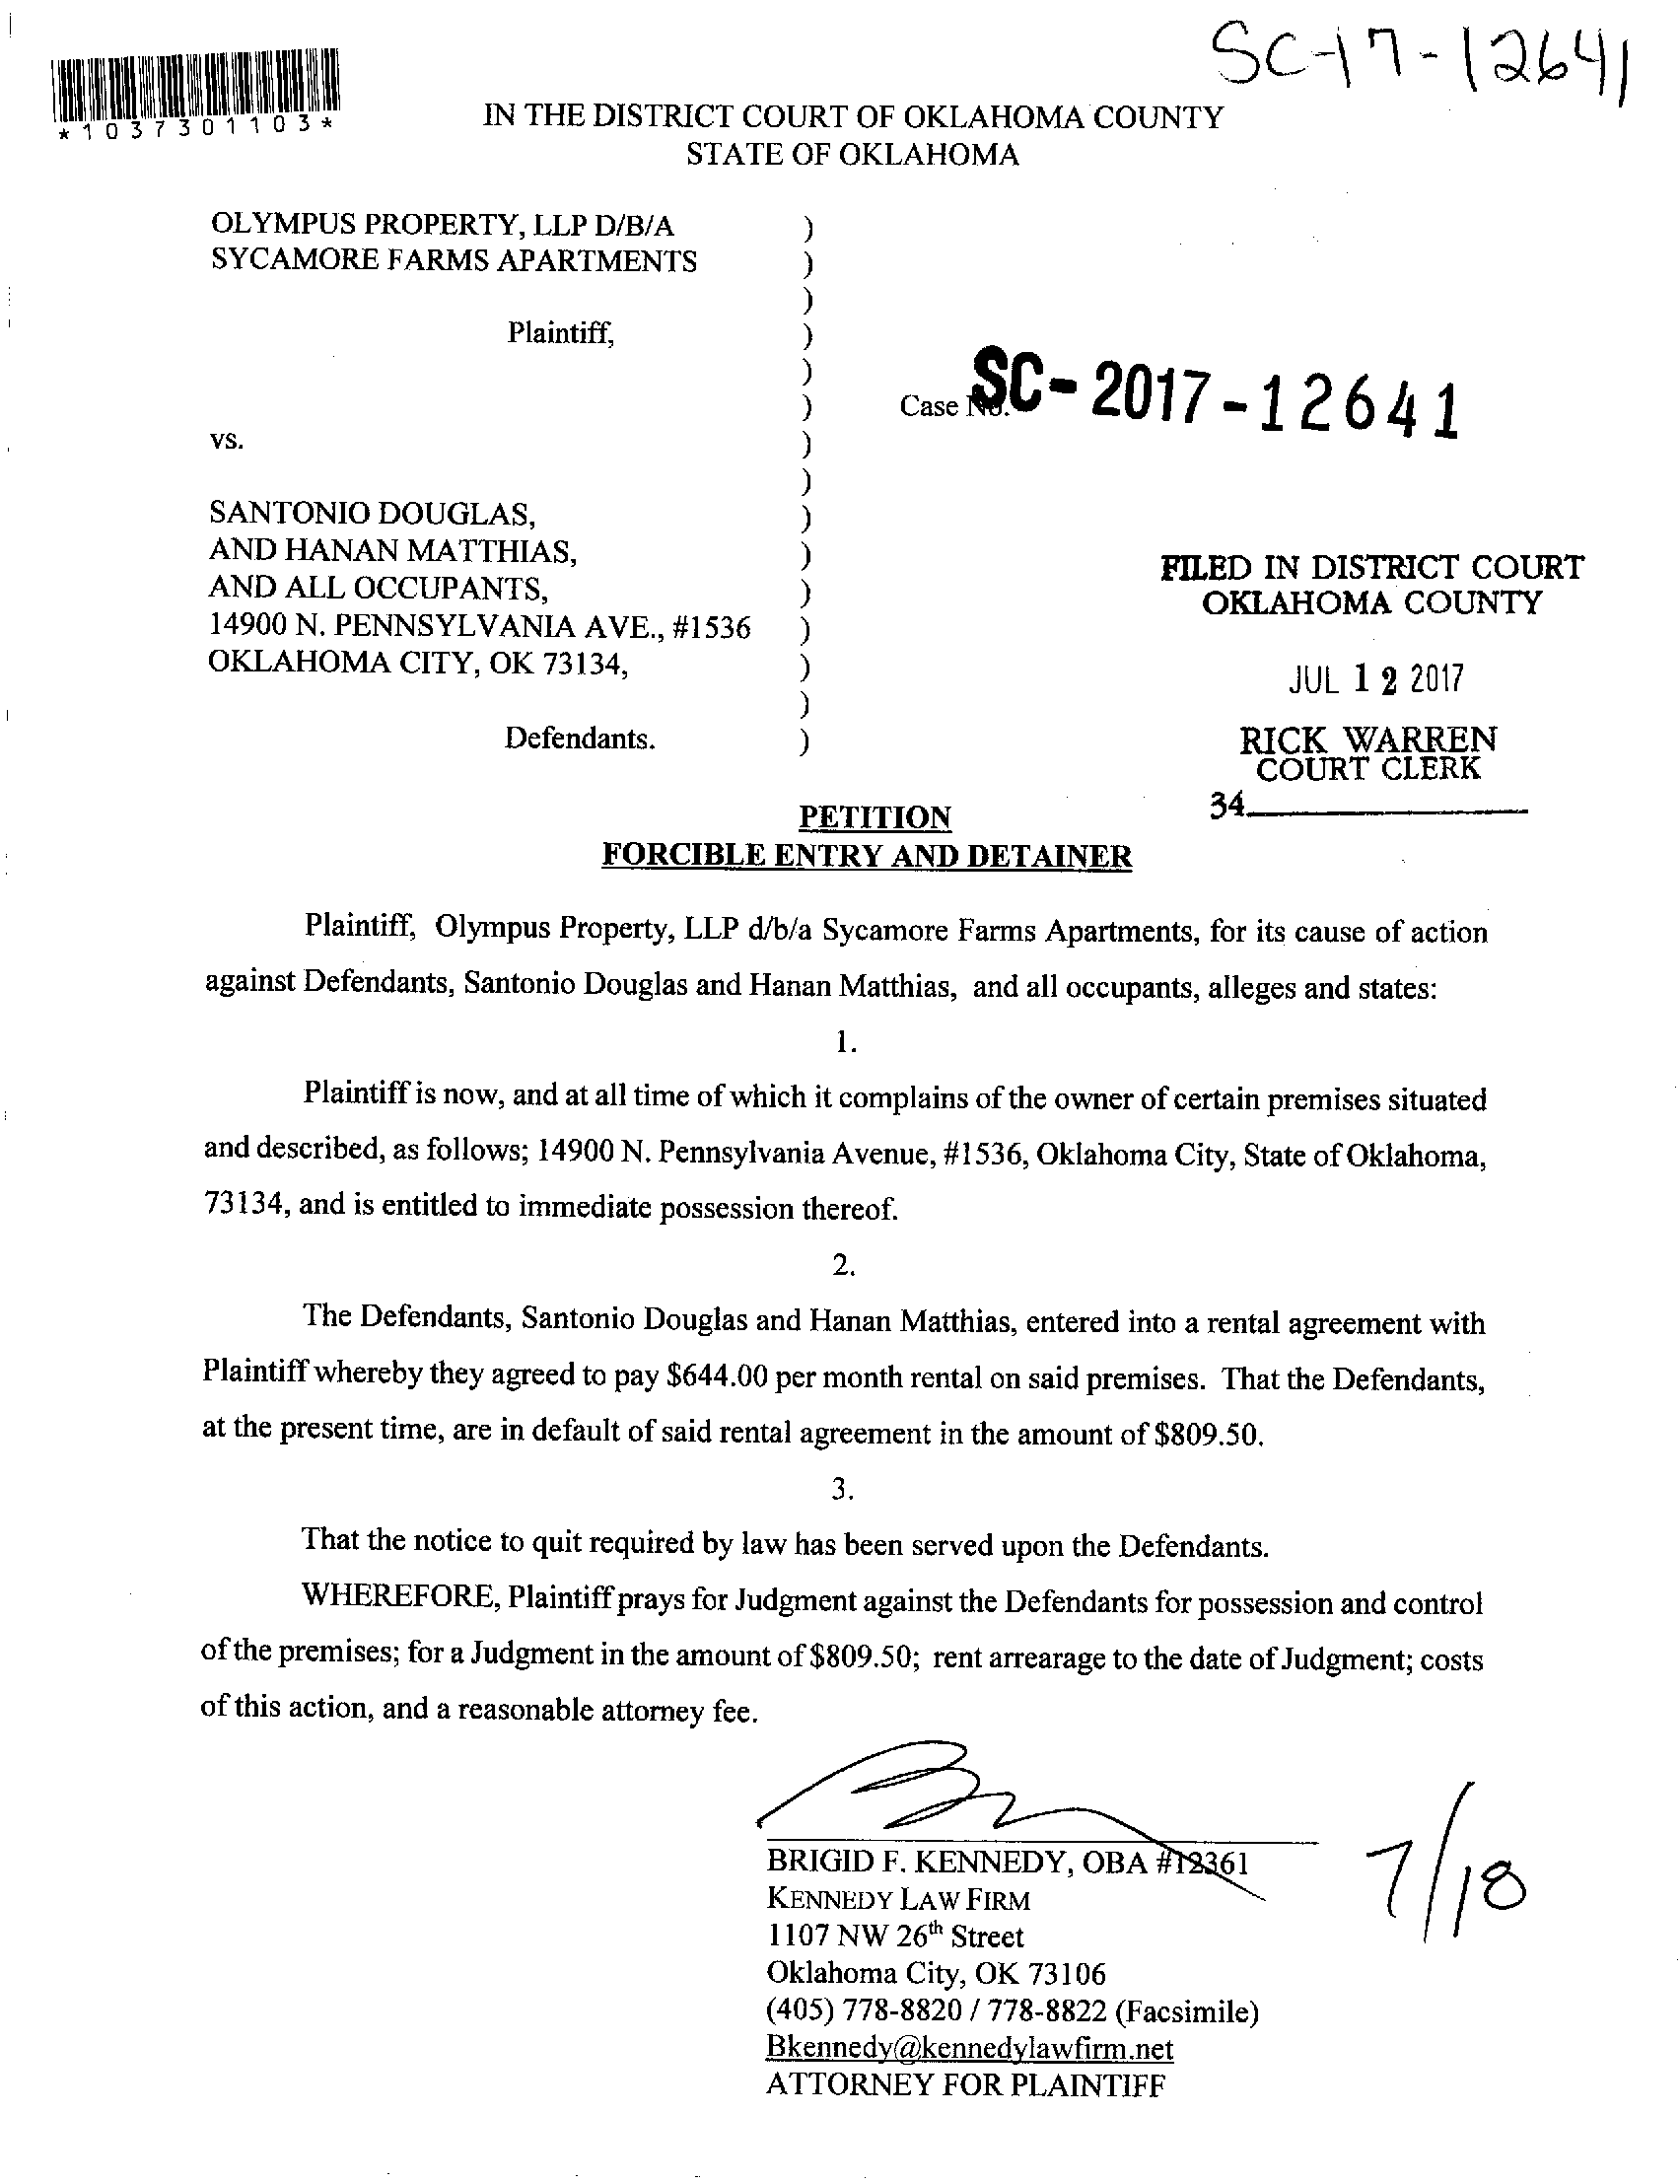 SC-17-12641
*1037301103*
IN THE DISTRICT COURT OF OKLAHOMA COUNTY
STATE OF OKLAHOMA
OLYMPUS PROPERTY, LLP D/B/A )
SYCAMORE FARMS APARTMENTS )
)
Plaintiff, )
)
) Case No. SC-2017-12641
vs. )
)
SANTONIO DOUGLAS, )
AND HANAN MATTHIAS, )
AND ALL OCCUPANTS, )
14900 N. PENNSYLVANIA AVE., #1536 )
OKLAHOMA CITY, OK 73134, )
)
Defendants. )
FILED IN DISTRICT COURT
OKLAHOMA COUNTY
JUL 12 2017
RICK WARREN
COURT CLERK
34
PETITION
FORCIBLE ENTRY AND DETAINER
Plaintiff, Olympus Property, LLP d/b/a Sycamore Farms Apartments, for its cause of action
against Defendants, Santonio Douglas and Hanan Matthias, and all occupants, alleges and states:
1.
Plaintiff is now, and at all time of which it complains of the owner of certain premises situated
and described, as follows; 14900 N. Pennsylvania Avenue, #1536, Oklahoma City, State of Oklahoma,
73134, and is entitled to immediate possession thereof.
2.
The Defendants, Santonio Douglas and Hanan Matthias, entered into a rental agreement with
Plaintiff whereby they agreed to pay $644.00 per month rental on said premises. That the Defendants,
at the present time, are in default of said rental agreement in the amount of $809.50.
3.
That the notice to quit required by law has been served upon the Defendants.
WHEREFORE, Plaintiff prays for Judgment against the Defendants for possession and control
of the premises; for a Judgment in the amount of $809.50; rent arrearage to the date of Judgment; costs
of this action, and a reasonable attorney fee.
BRIGID F. KENNEDY, OBA #12361
KENNEDY LAW FIRM
1107 NW 26th Street
Oklahoma City, OK 73106
(405) 778-8820 / 778-8822 (Facsimile)
Bkennedy@kennedylawfirm.net
ATTORNEY FOR PLAINTIFF
7/18